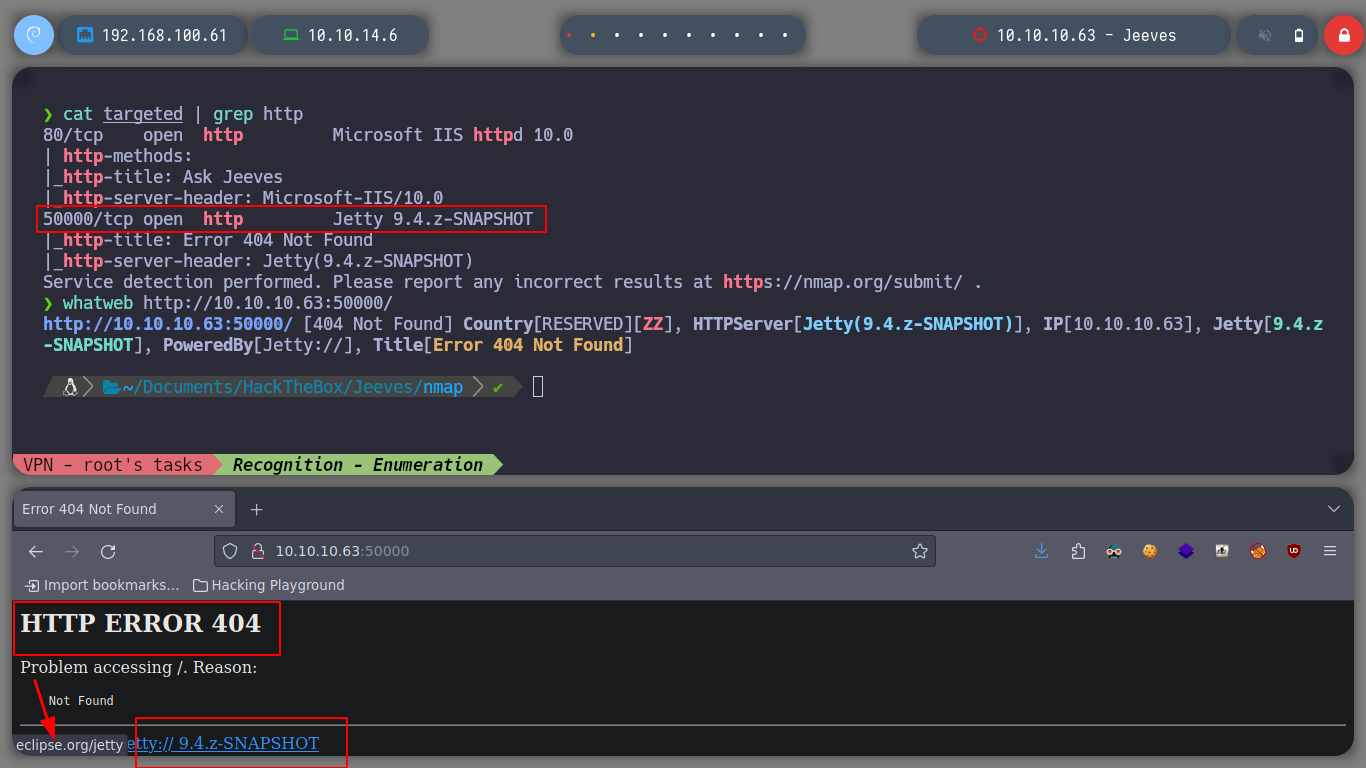 192.168.100.61 10.10.14.6 10.10.10.63 - Jeeves
❯ cat targeted | grep http
80/tcp open http Microsoft IIS httpd 10.0
| http-methods:
|_http-title: Ask Jeeves
|_http-server-header: Microsoft-IIS/10.0
50000/tcp open http Jetty 9.4.z-SNAPSHOT
|_http-title: Error 404 Not Found
|_http-server-header: Jetty(9.4.z-SNAPSHOT)
Service detection performed. Please report any incorrect results at https://nmap.org/submit/ .
❯ whatweb http://10.10.10.63:50000/
http://10.10.10.63:50000/ [404 Not Found] Country[RESERVED][ZZ], HTTPServer[Jetty(9.4.z-SNAPSHOT)], IP[10.10.10.63], Jetty[9.4.z
-SNAPSHOT], PoweredBy[Jetty://], Title[Error 404 Not Found]
~/Documents/HackTheBox/Jeeves/nmap ✔
VPN - root's tasks Recognition - Enumeration
Error 404 Not Found
10.10.10.63:50000
Import bookmarks... Hacking Playground
HTTP ERROR 404
Problem accessing /. Reason:
Not Found
eclipse.org/jetty etty:// 9.4.z-SNAPSHOT